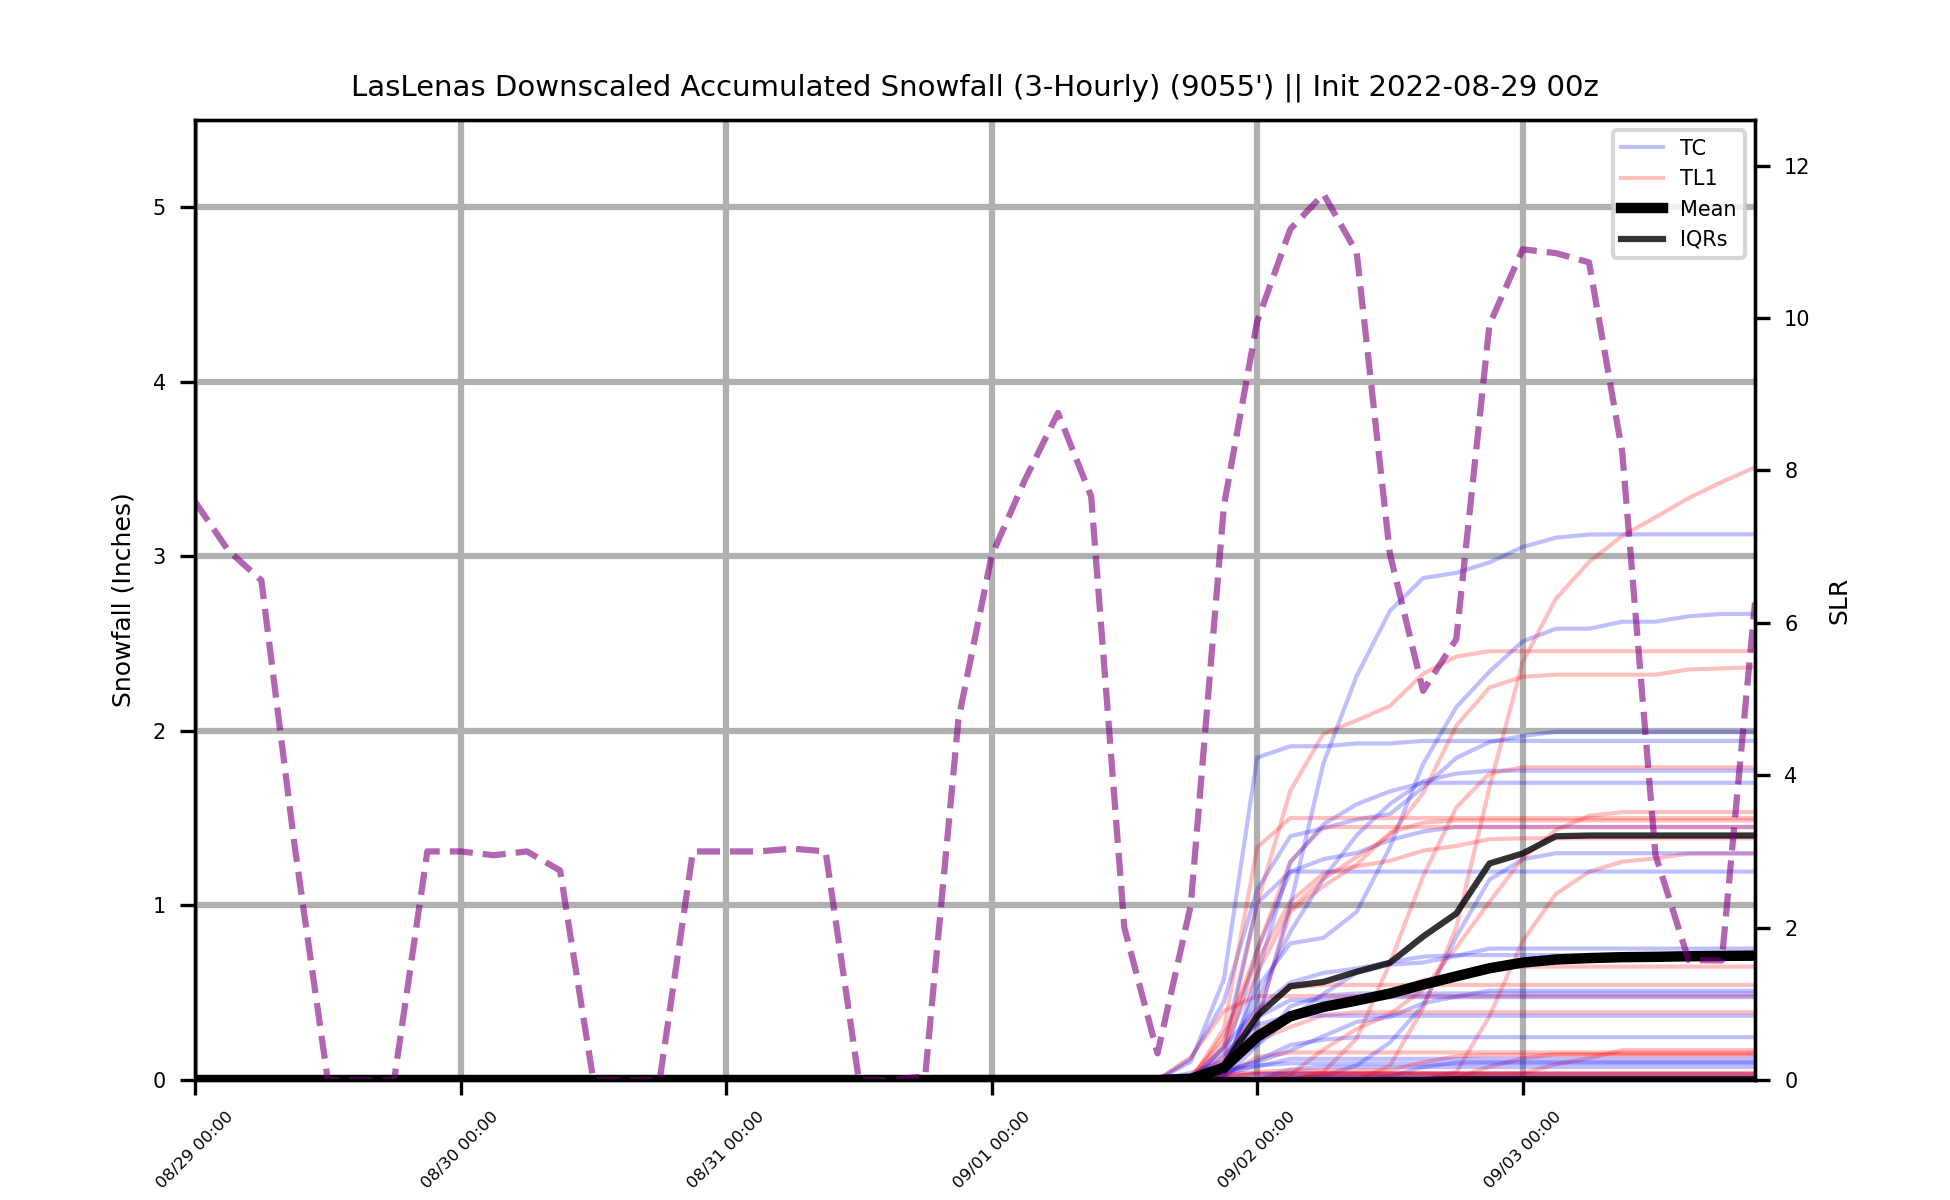 LasLenas Downscaled Accumulated Snowfall (3-Hourly) (9055') || Init 2022-08-29 00z
TC
TL1
Mean
IQRs
Snowfall (Inches)
5
4
3
2
1
0
12
10
8
6
4
2
0
SLR
08/29 00:00
08/30 00:00
08/31 00:00
09/01 00:00
09/02 00:00
09/03 00:00